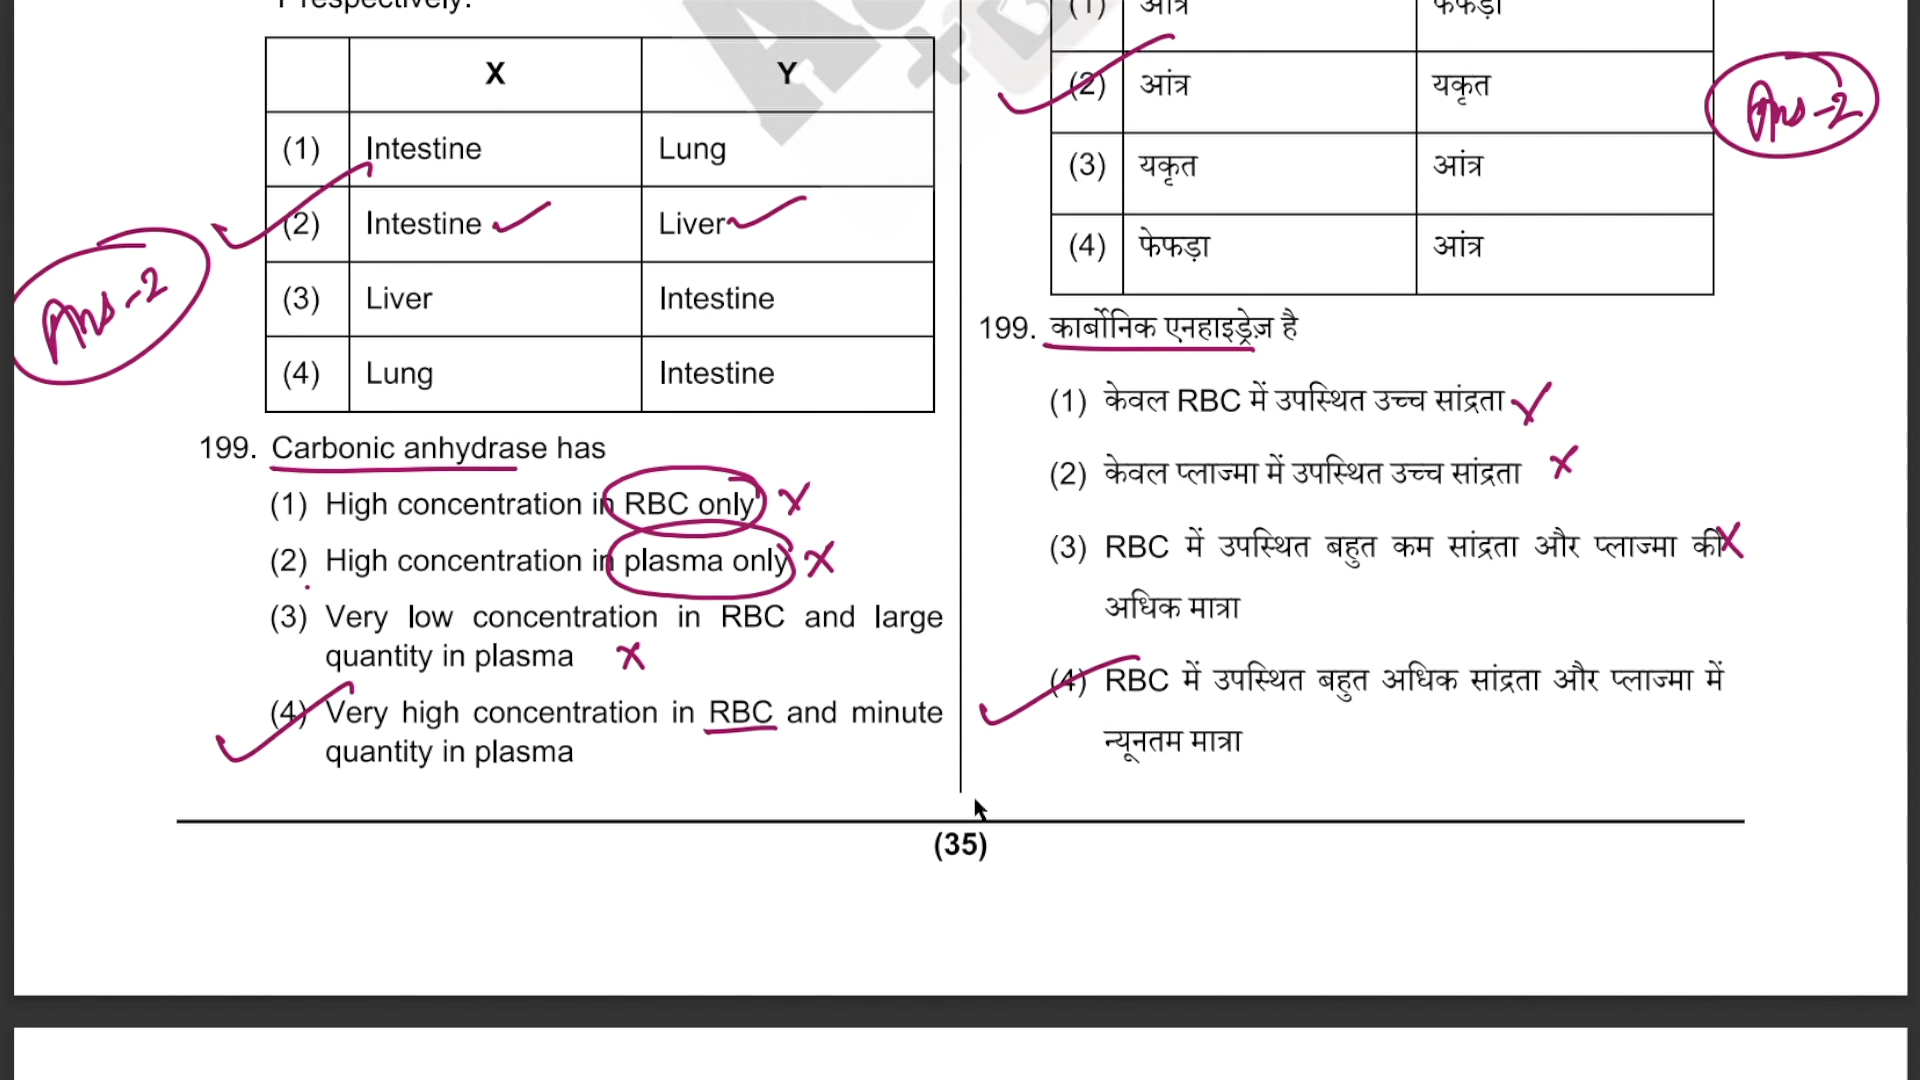 respectively:
X Y
(1) Intestine Lung
(2) Intestine Liver
(3) Liver Intestine
(4) Lung Intestine
Ans-2
199. Carbonic anhydrase has
(1) High concentration in RBC only
(2) High concentration in plasma only
(3) Very low concentration in RBC and large
quantity in plasma
(4) Very high concentration in RBC and minute
quantity in plasma
(1) आंत्र फेफड़ा
(2) आंत्र यकृत
(3) यकृत आंत्र
(4) फेफड़ा आंत्र
Ans-2
199. कार्बोनिक एनहाइड्रेज़ है
(1) केवल RBC में उपस्थित उच्च सांद्रता
(2) केवल प्लाज्मा में उपस्थित उच्च सांद्रता
(3) RBC में उपस्थित बहुत कम सांद्रता और प्लाज्मा की
अधिक मात्रा
(4) RBC में उपस्थित बहुत अधिक सांद्रता और प्लाज्मा में
न्यूनतम मात्रा
(35)